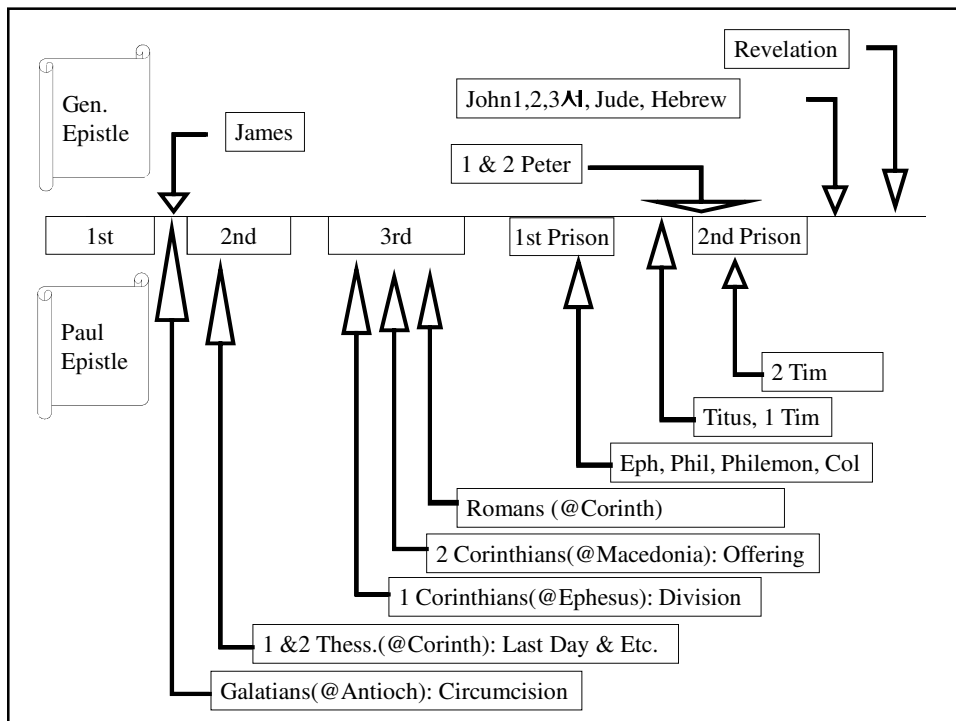 Revelation
John1,2,3서, Jude, Hebrew
Gen.
Epistle
James
1 & 2 Peter
1st
2nd
3rd
1st Prison
2nd Prison
Paul
Epistle
2 Tim
Titus, 1 Tim
Eph, Phil, Philemon, Col
Romans (@Corinth)
2 Corinthians(@Macedonia): Offering
1 Corinthians(@Ephesus): Division
1 &2 Thess.(@Corinth): Last Day & Etc.
Galatians(@Antioch): Circumcision